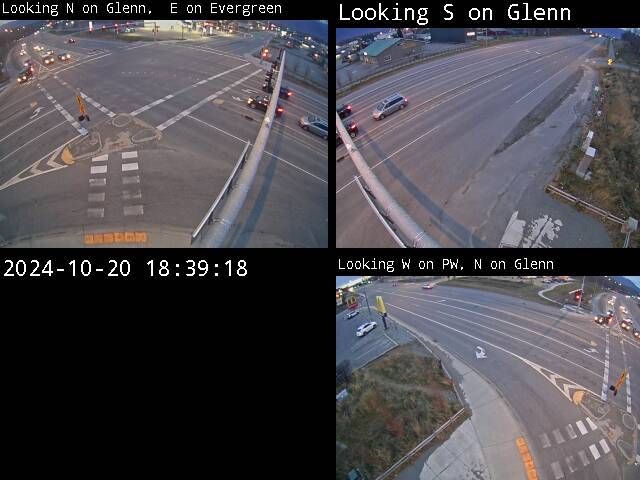 Looking N on Glenn, E on Evergreen
Looking S on Glenn
2024-10-20 18:39:18
Looking W on PW, N on Glenn